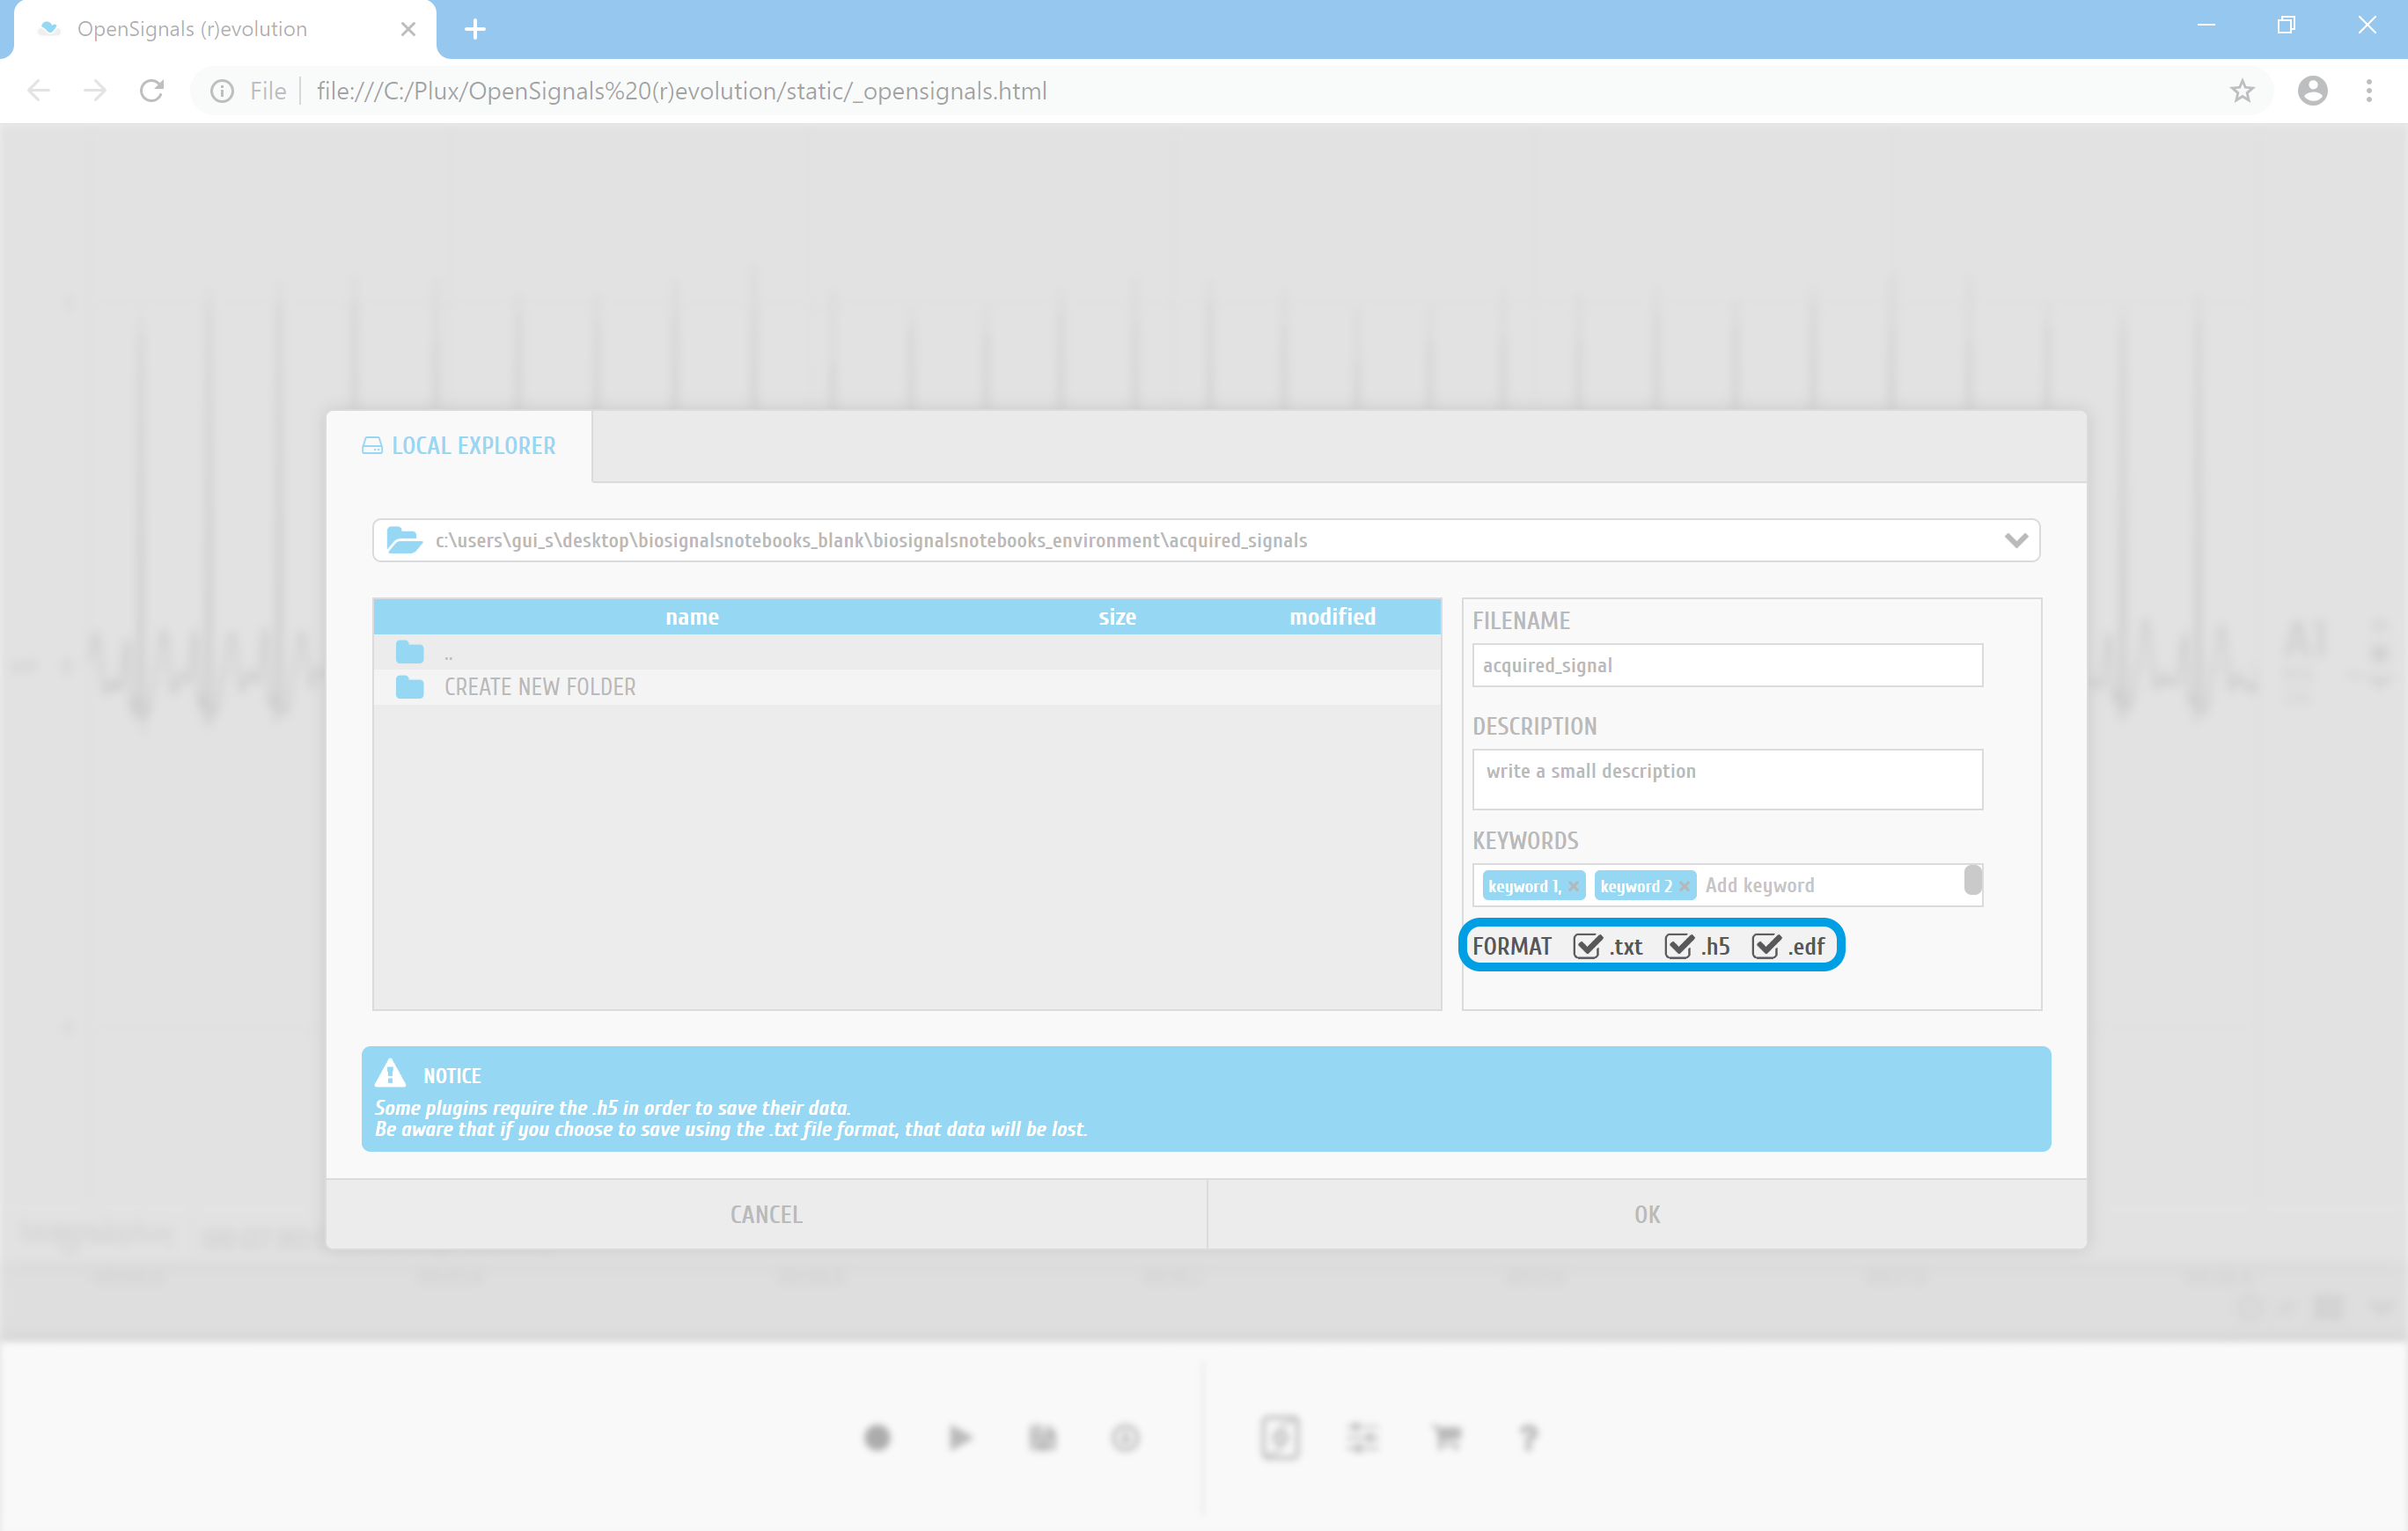 OpenSignals (r)evolution
File
file:///C:/Plux/OpenSignals%20(r)evolution/static/_opensignals.html
LOCAL EXPLORER
c:\users\gui_s\desktop\biosignalsnotebooks_blank\biosignalsnotebooks_environment\acquired_signals
name size modified
..
CREATE NEW FOLDER
FILENAME
acquired_signal
DESCRIPTION
write a small description
KEYWORDS
keyword 1, keyword 2 Add keyword
FORMAT .txt .h5 .edf
NOTICE
Some plugins require the .h5 in order to save their data.
Be aware that if you choose to save using the .txt file format, that data will be lost.
CANCEL OK
A1
?